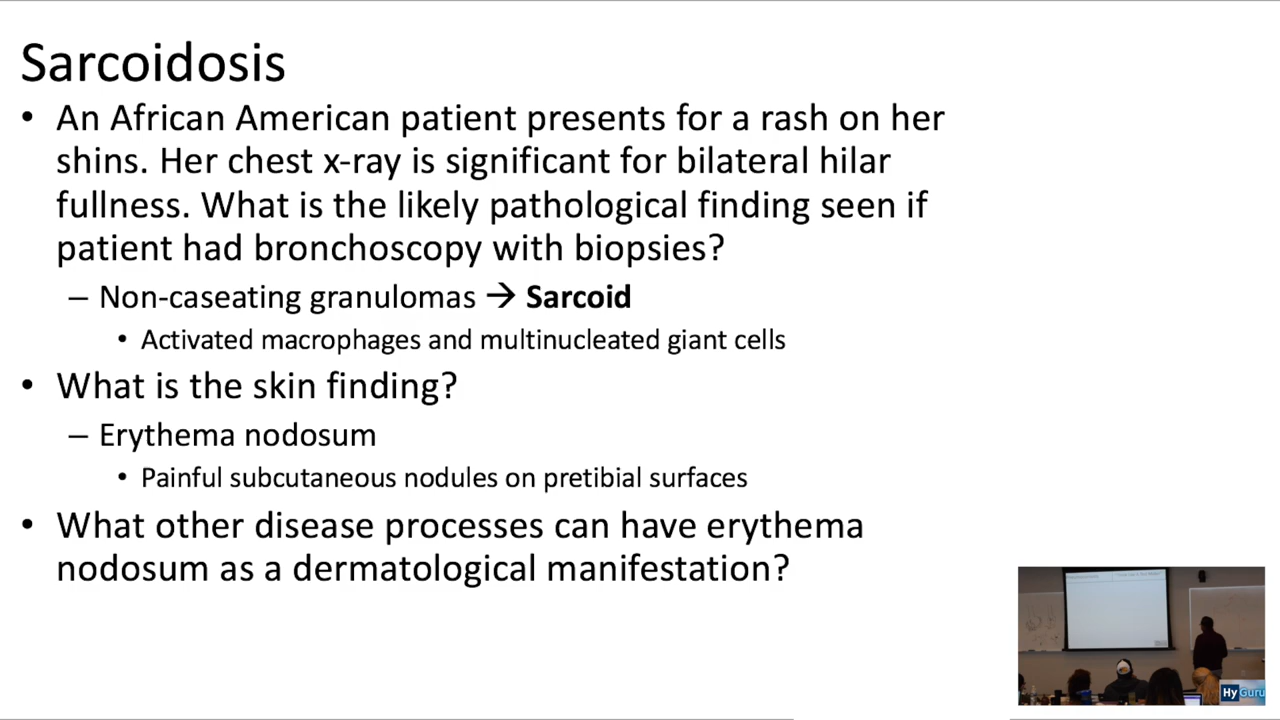 Sarcoidosis
• An African American patient presents for a rash on her
shins. Her chest x-ray is significant for bilateral hilar
fullness. What is the likely pathological finding seen if
patient had bronchoscopy with biopsies?
– Non-caseating granulomas → Sarcoid
• Activated macrophages and multinucleated giant cells
• What is the skin finding?
– Erythema nodosum
• Painful subcutaneous nodules on pretibial surfaces
• What other disease processes can have erythema
nodosum as a dermatological manifestation?
HyGuru